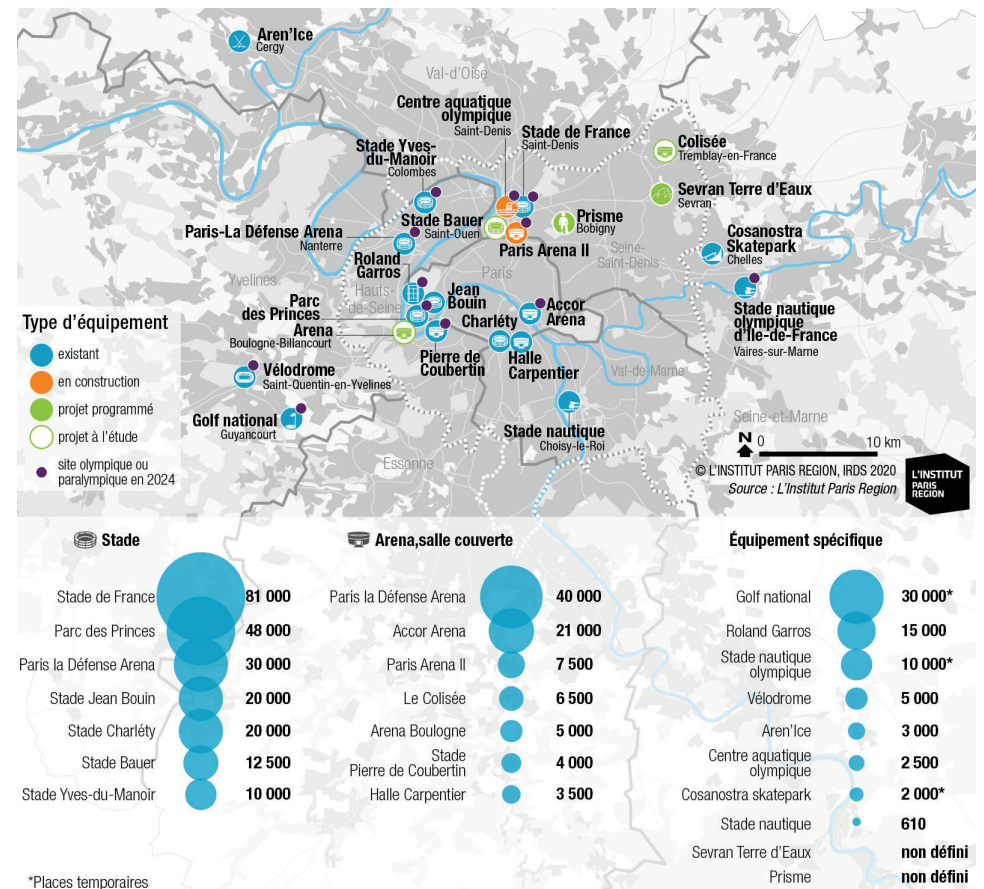 Aren'Ice
Cergy
Val-d'Oise
Centre aquatique
olympique
Saint-Denis
Stade de France
Saint-Denis
Stade Yves-
du-Manoir
Colombes
Colisée
Tremblay-en-France
Sevran Terre d'Eaux
Sevran
Stade Bauer
Saint-Ouen
Prisme
Bobigny
Paris-La Défense Arena
Nanterre
Paris Arena II
Cosanostra
Skatepark
Chelles
Seine-
Saint-Denis
Roland
Garros
Paris
Yvelines
Hauts-
de-Seine
Jean
Bouin
Parc
des Princes
Accor
Arena
Charléty
Stade nautique
olympique
d'Île-de-France
Vaires-sur-Marne
Arena
Boulogne-Billancourt
Pierre de
Coubertin
Halle
Carpentier
Val-de-Marne
Type d'équipement
existant
en construction
projet programmé
projet à l'étude
site olympique ou
paralympique en 2024
Vélodrome
Saint-Quentin-en-Yvelines
Golf national
Guyancourt
Stade nautique
Choisy-le-Roi
Seine-et-Marne
Essonne
N 0 10 km
© L'INSTITUT PARIS REGION, IRDS 2020
Source : L'Institut Paris Region
L'INSTITUT
PARIS
REGION
Stade
Stade de France 81 000
Parc des Princes 48 000
Paris la Défense Arena 30 000
Stade Jean Bouin 20 000
Stade Charléty 20 000
Stade Bauer 12 500
Stade Yves-du-Manoir 10 000
Arena,salle couverte
Paris la Défense Arena 40 000
Accor Arena 21 000
Paris Arena II 7 500
Le Colisée 6 500
Arena Boulogne 5 000
Stade
Pierre de Coubertin 4 000
Halle Carpentier 3 500
Équipement spécifique
Golf national 30 000*
Roland Garros 15 000
Stade nautique
olympique 10 000*
Vélodrome 5 000
Aren'Ice 3 000
Centre aquatique
olympique 2 500
Cosanostra skatepark 2 000*
Stade nautique 610
Sevran Terre d'Eaux non défini
Prisme non défini
*Places temporaires